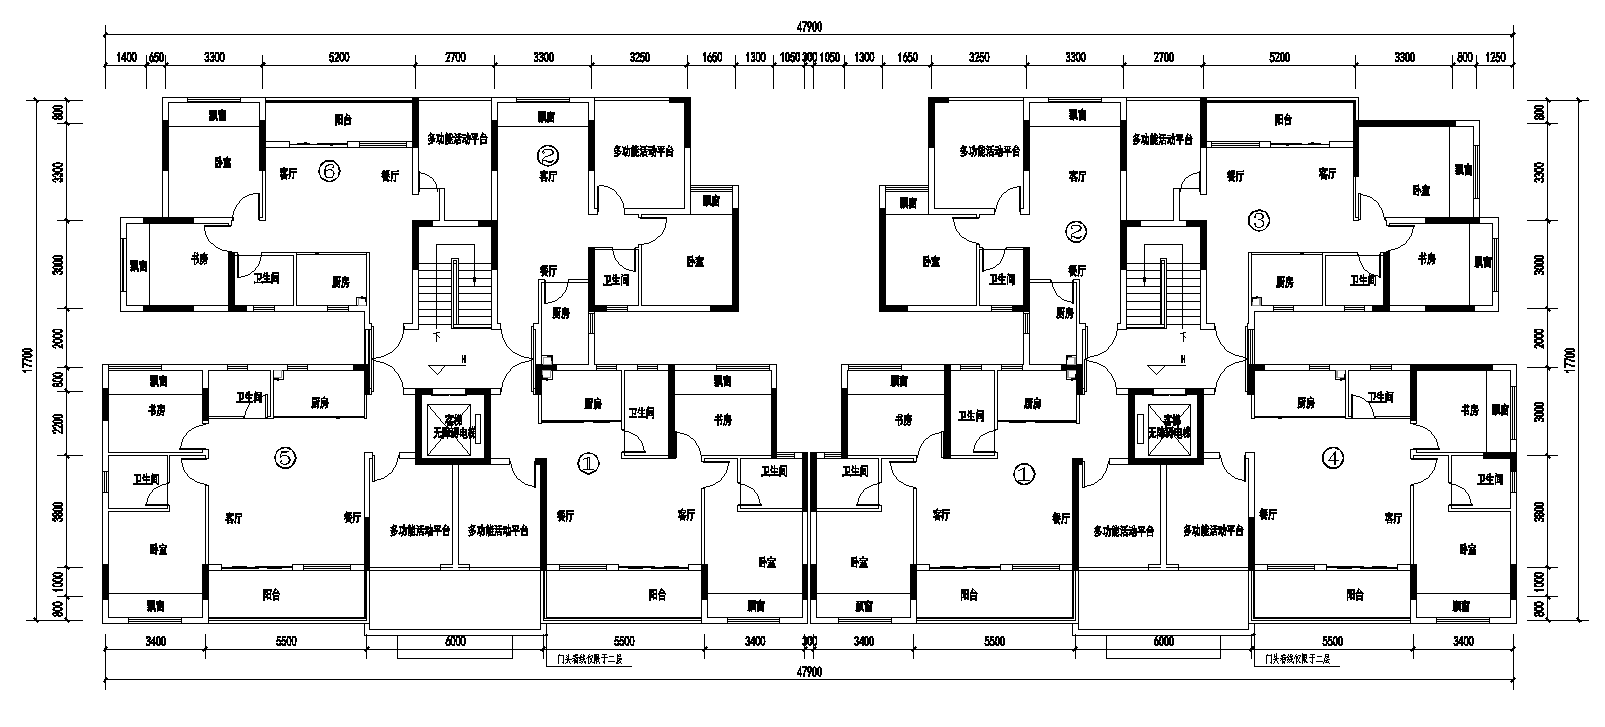 47900
1400 650 3300 5200 2700 3300 3250 1650 1300 1050 300 1050 1300 1650 3250 3300 2700 5200 3300 800 1250
800 飘窗 阳台 多功能活动平台 飘窗 多功能活动平台 多功能活动平台 飘窗 多功能活动平台 阳台 800
3300 卧室 客厅 ⑥ 餐厅 ② 客厅 客厅 餐厅 客厅 卧室 飘窗 3300
飘窗 飘窗 ② ③
3000 飘窗 书房 卫生间 厨房 餐厅 卫生间 卧室 卧室 卫生间 餐厅 厨房 卫生间 书房 飘窗 3000
2000 下 H 厨房 厨房 下 H 2000
17700 17700
800 飘窗 飘窗 飘窗
2200 书房 卫生间 厨房 客梯 无障碍电梯 厨房 卫生间 书房 书房 卫生间 厨房 客梯 无障碍电梯 厨房 卫生间 书房 飘窗 3000
⑤ ① ① ④
3800 卫生间 客厅 餐厅 多功能活动平台 多功能活动平台 餐厅 客厅 卫生间 卫生间 客厅 餐厅 多功能活动平台 多功能活动平台 餐厅 客厅 卫生间 3800
卧室 卧室 卧室 卧室
1000 阳台 阳台 阳台 阳台 1000
800 飘窗 飘窗 飘窗 飘窗 800
3400 5500 6000 5500 3400 300 3400 5500 6000 5500 3400
门头墙线仅限于二层 门头墙线仅限于二层
47900